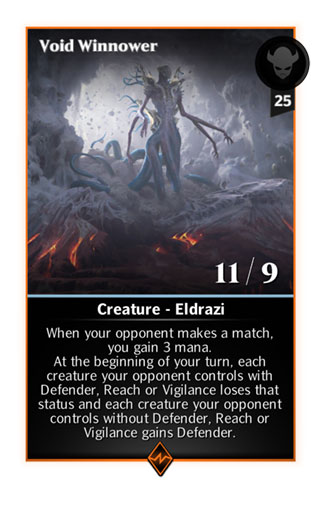 Void Winnower
25
11/9
Creature - Eldrazi
When your opponent makes a match,
you gain 3 mana.
At the beginning of your turn, each
creature your opponent controls with
Defender, Reach or Vigilance loses that
status and each creature your opponent
controls without Defender, Reach or
Vigilance gains Defender.